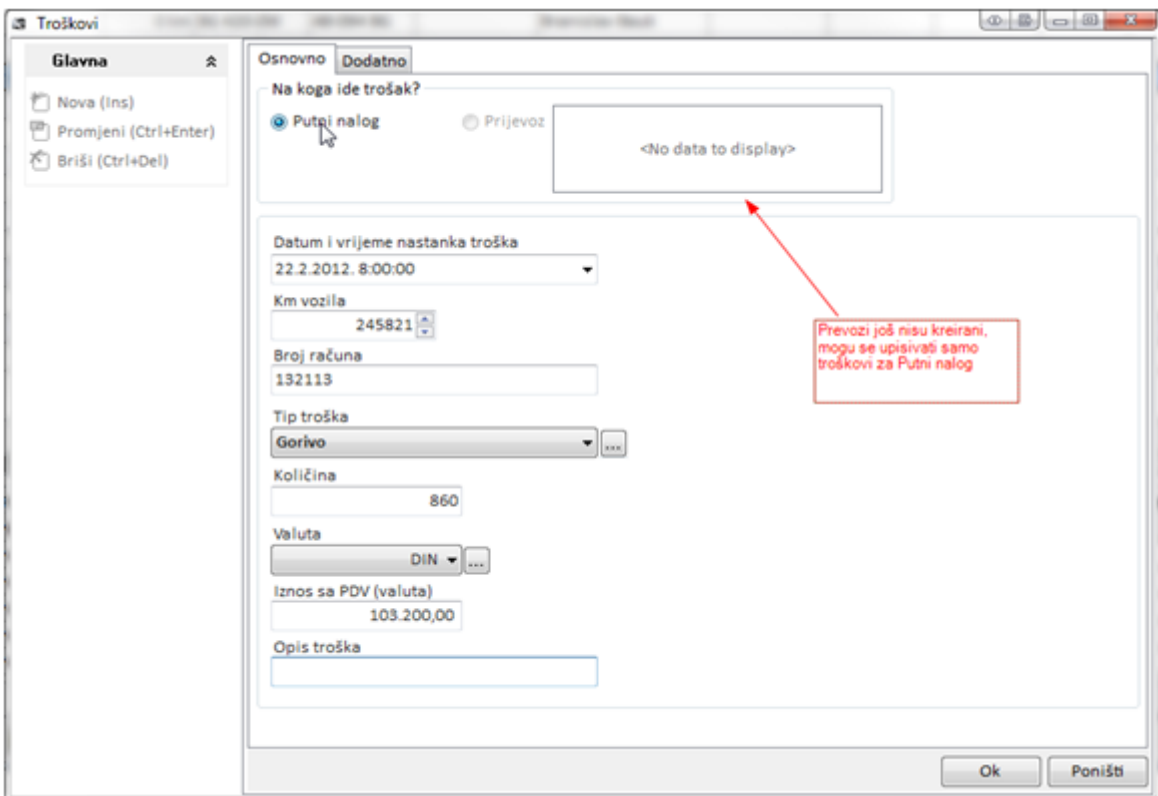 Troškovi
Glavna
Nova (Ins)
Promjeni (Ctrl+Enter)
Briši (Ctrl+Del)
Osnovno
Dodatno
Na koga ide trošak?
Putni nalog
Prijevoz
<No data to display>
Datum i vrijeme nastanka troška
22.2.2012. 8:00:00
Km vozila
245821
Broj računa
132113
Tip troška
Gorivo
...
Količina
860
Valuta
DIN
...
Iznos sa PDV (valuta)
103.200,00
Opis troška
Prevozi još nisu kreirani,
mogu se upisivati samo
troškovi za Putni nalog
Ok
Poništi